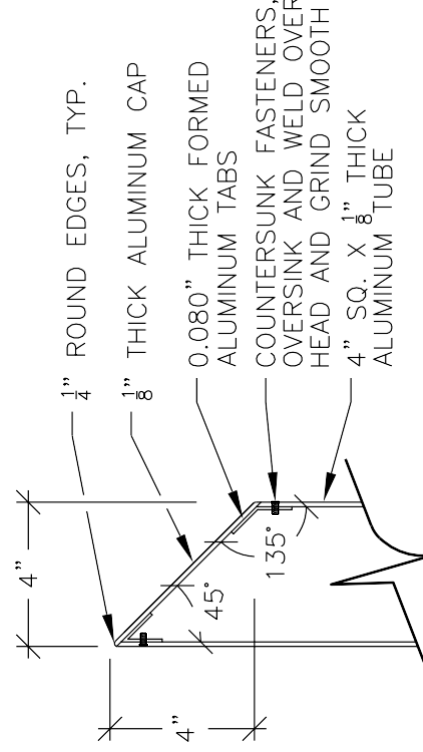 ¼" ROUND EDGES, TYP.
⅛" THICK ALUMINUM CAP
0.080" THICK FORMED
ALUMINUM TABS
COUNTERSUNK FASTENERS,
OVERSINK AND WELD OVER
HEAD AND GRIND SMOOTH
4" SQ. X ⅛" THICK
ALUMINUM TUBE
4"
4"
45°
135°